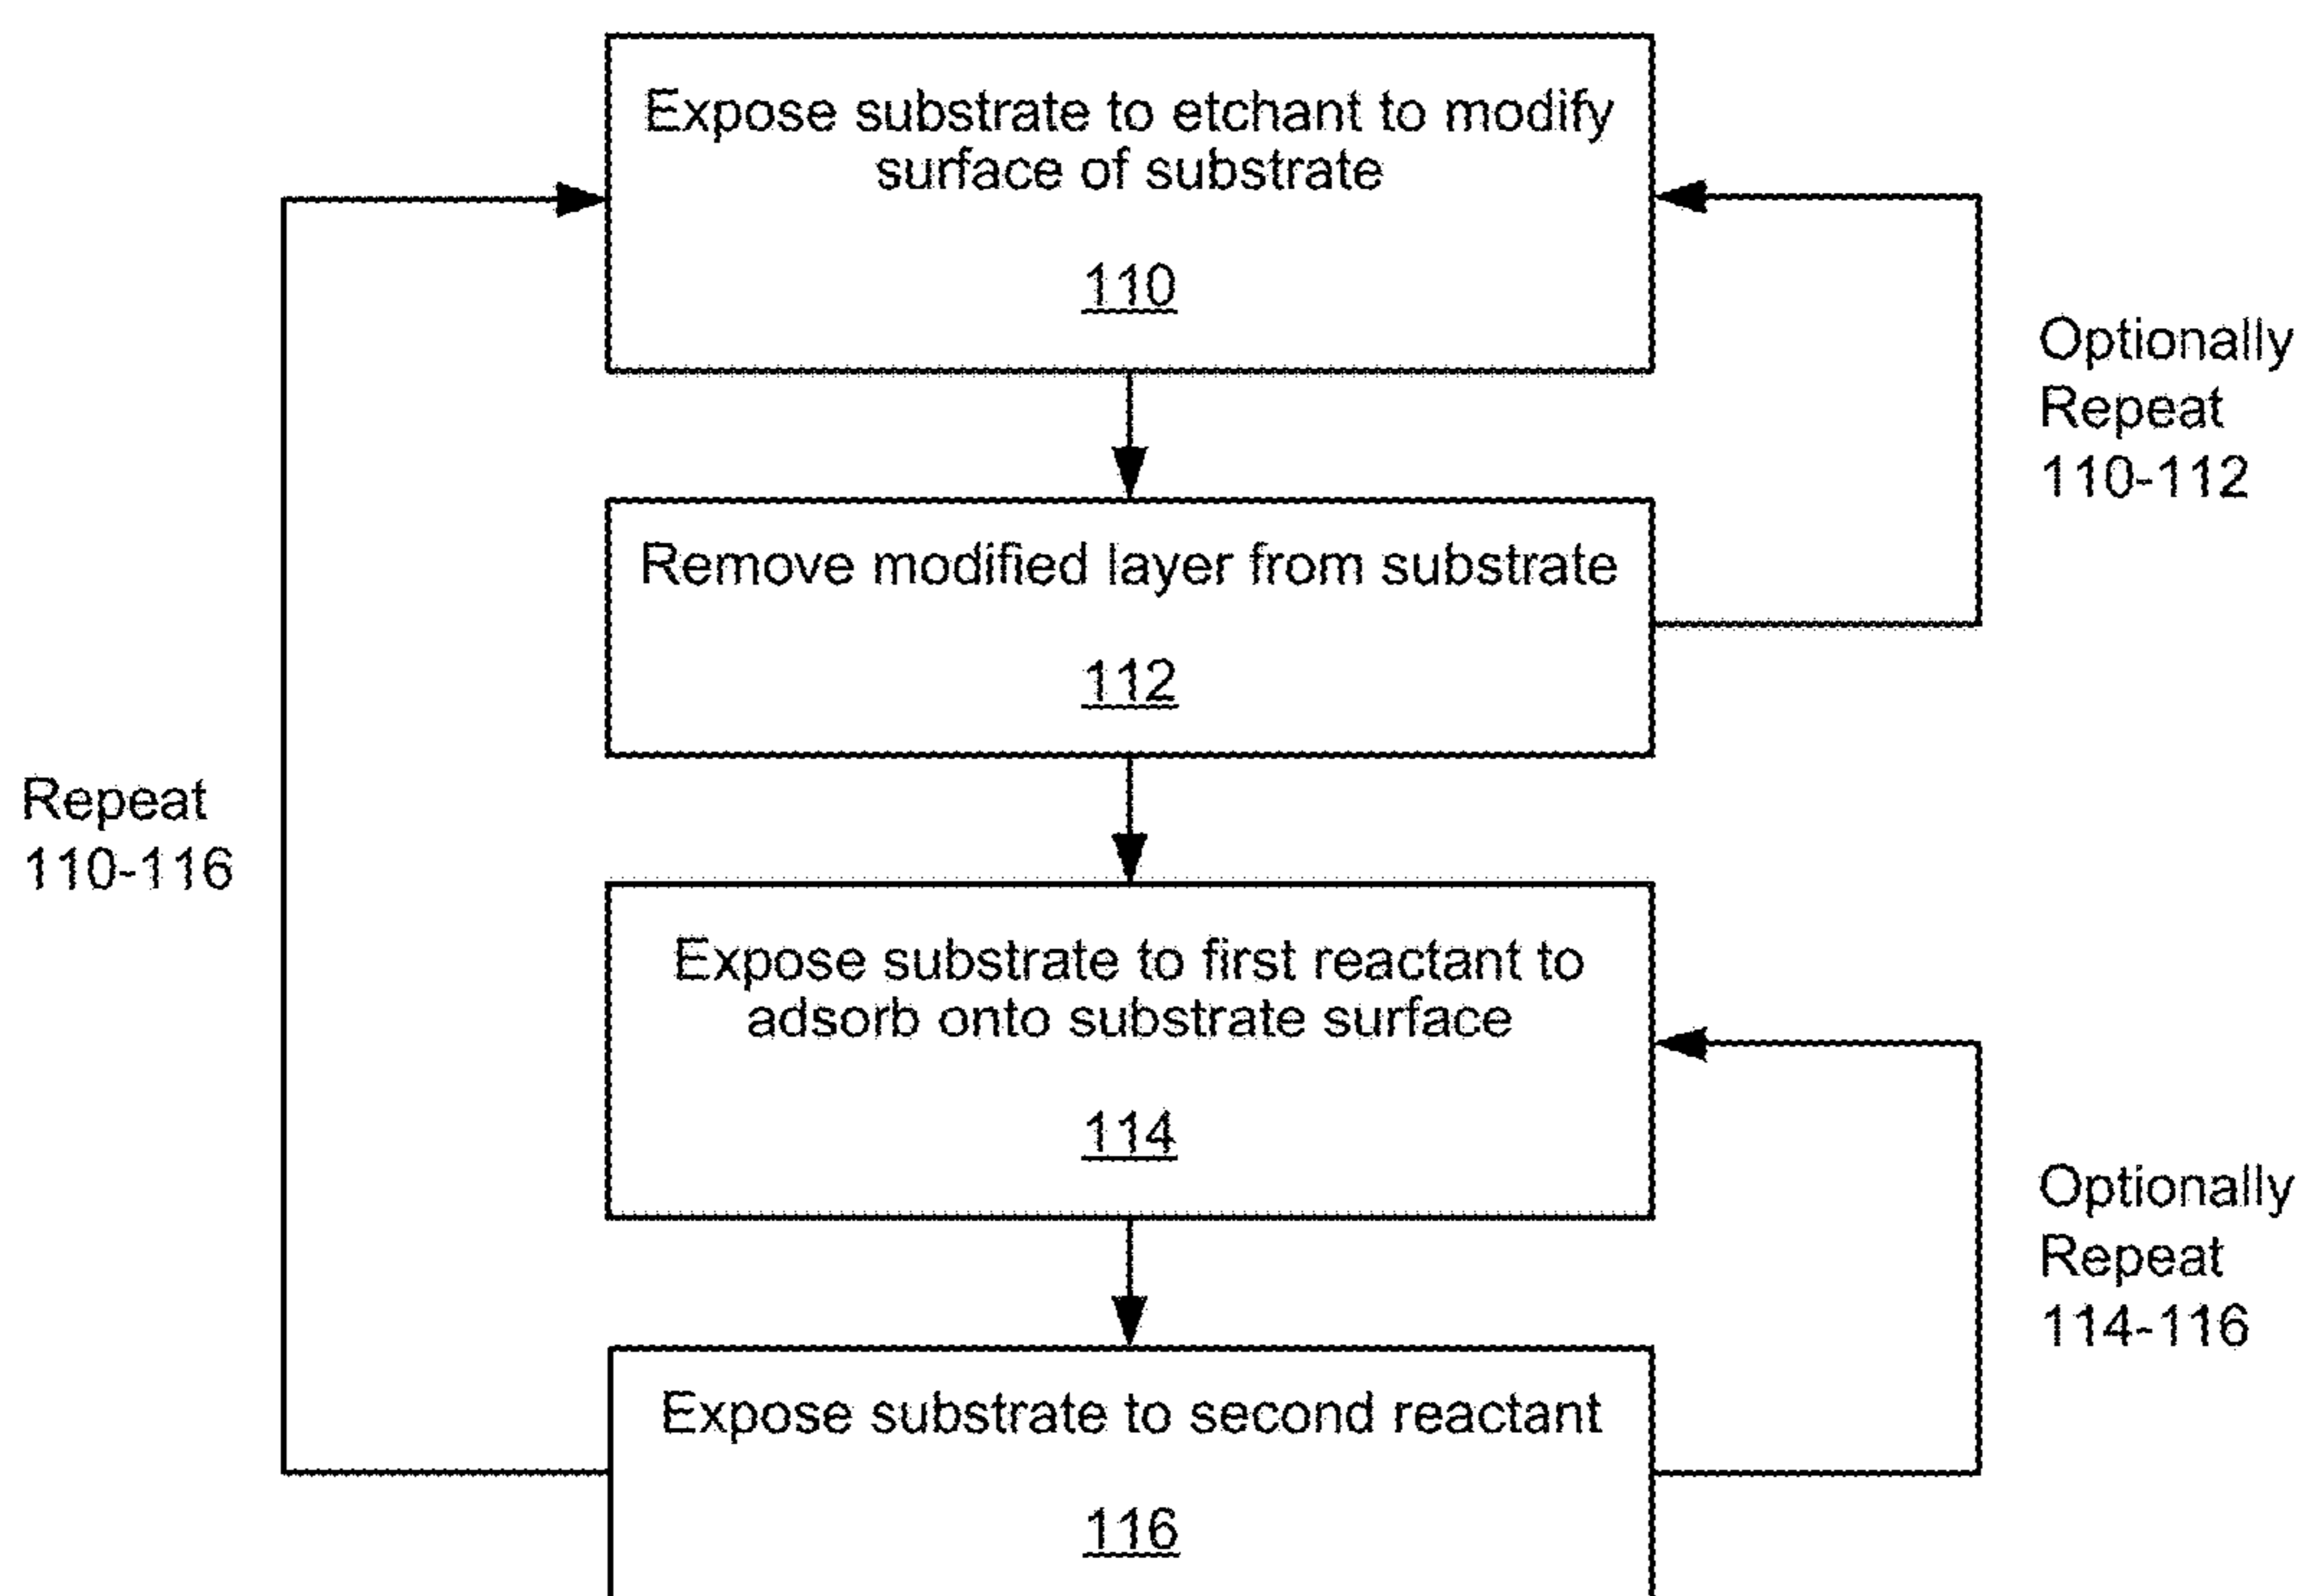 Expose substrate to etchant to modify
surface of substrate
110
Optionally
Repeat
110-112
Remove modified layer from substrate
112
Repeat
110-116
Expose substrate to first reactant to
adsorb onto substrate surface
114
Optionally
Repeat
114-116
Expose substrate to second reactant
116